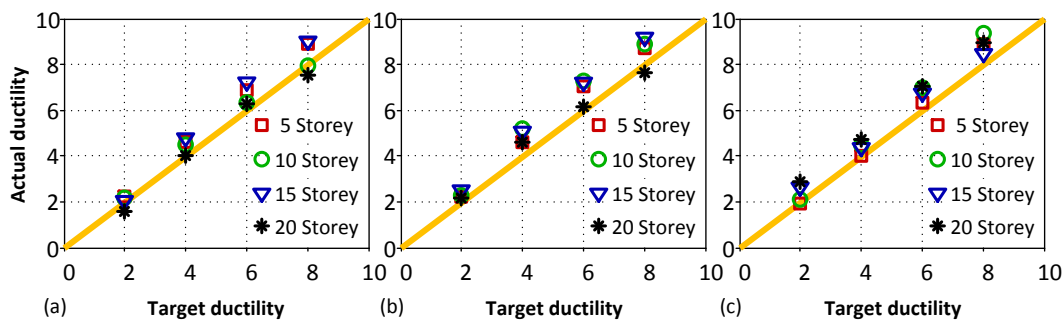 Actual ductility
10
8
6
4
2
0
5 Storey
10 Storey
15 Storey
20 Storey
0 2 4 6 8 10
(a) Target ductility
10
8
6
4
2
0
5 Storey
10 Storey
15 Storey
20 Storey
0 2 4 6 8 10
(b) Target ductility
10
8
6
4
2
0
5 Storey
10 Storey
15 Storey
20 Storey
0 2 4 6 8 10
(c) Target ductility